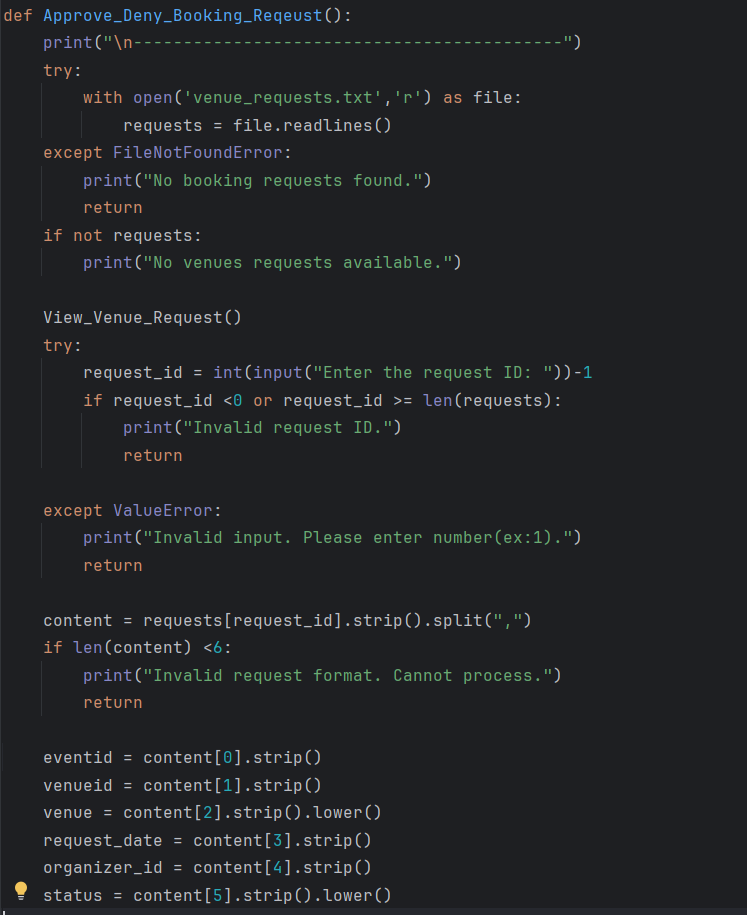 def Approve_Deny_Booking_Reqeust():
    print("\n-------------------------------------------")
    try:
        with open('venue_requests.txt','r') as file:
            requests = file.readlines()
    except FileNotFoundError:
        print("No booking requests found.")
        return
    if not requests:
        print("No venues requests available.")

    View_Venue_Request()
    try:
        request_id = int(input("Enter the request ID: "))-1
        if request_id <0 or request_id >= len(requests):
            print("Invalid request ID.")
            return

    except ValueError:
        print("Invalid input. Please enter number(ex:1).")
        return

    content = requests[request_id].strip().split(",")
    if len(content) <6:
        print("Invalid request format. Cannot process.")
        return

    eventid = content[0].strip()
    venueid = content[1].strip()
    venue = content[2].strip().lower()
    request_date = content[3].strip()
    organizer_id = content[4].strip()
    status = content[5].strip().lower()